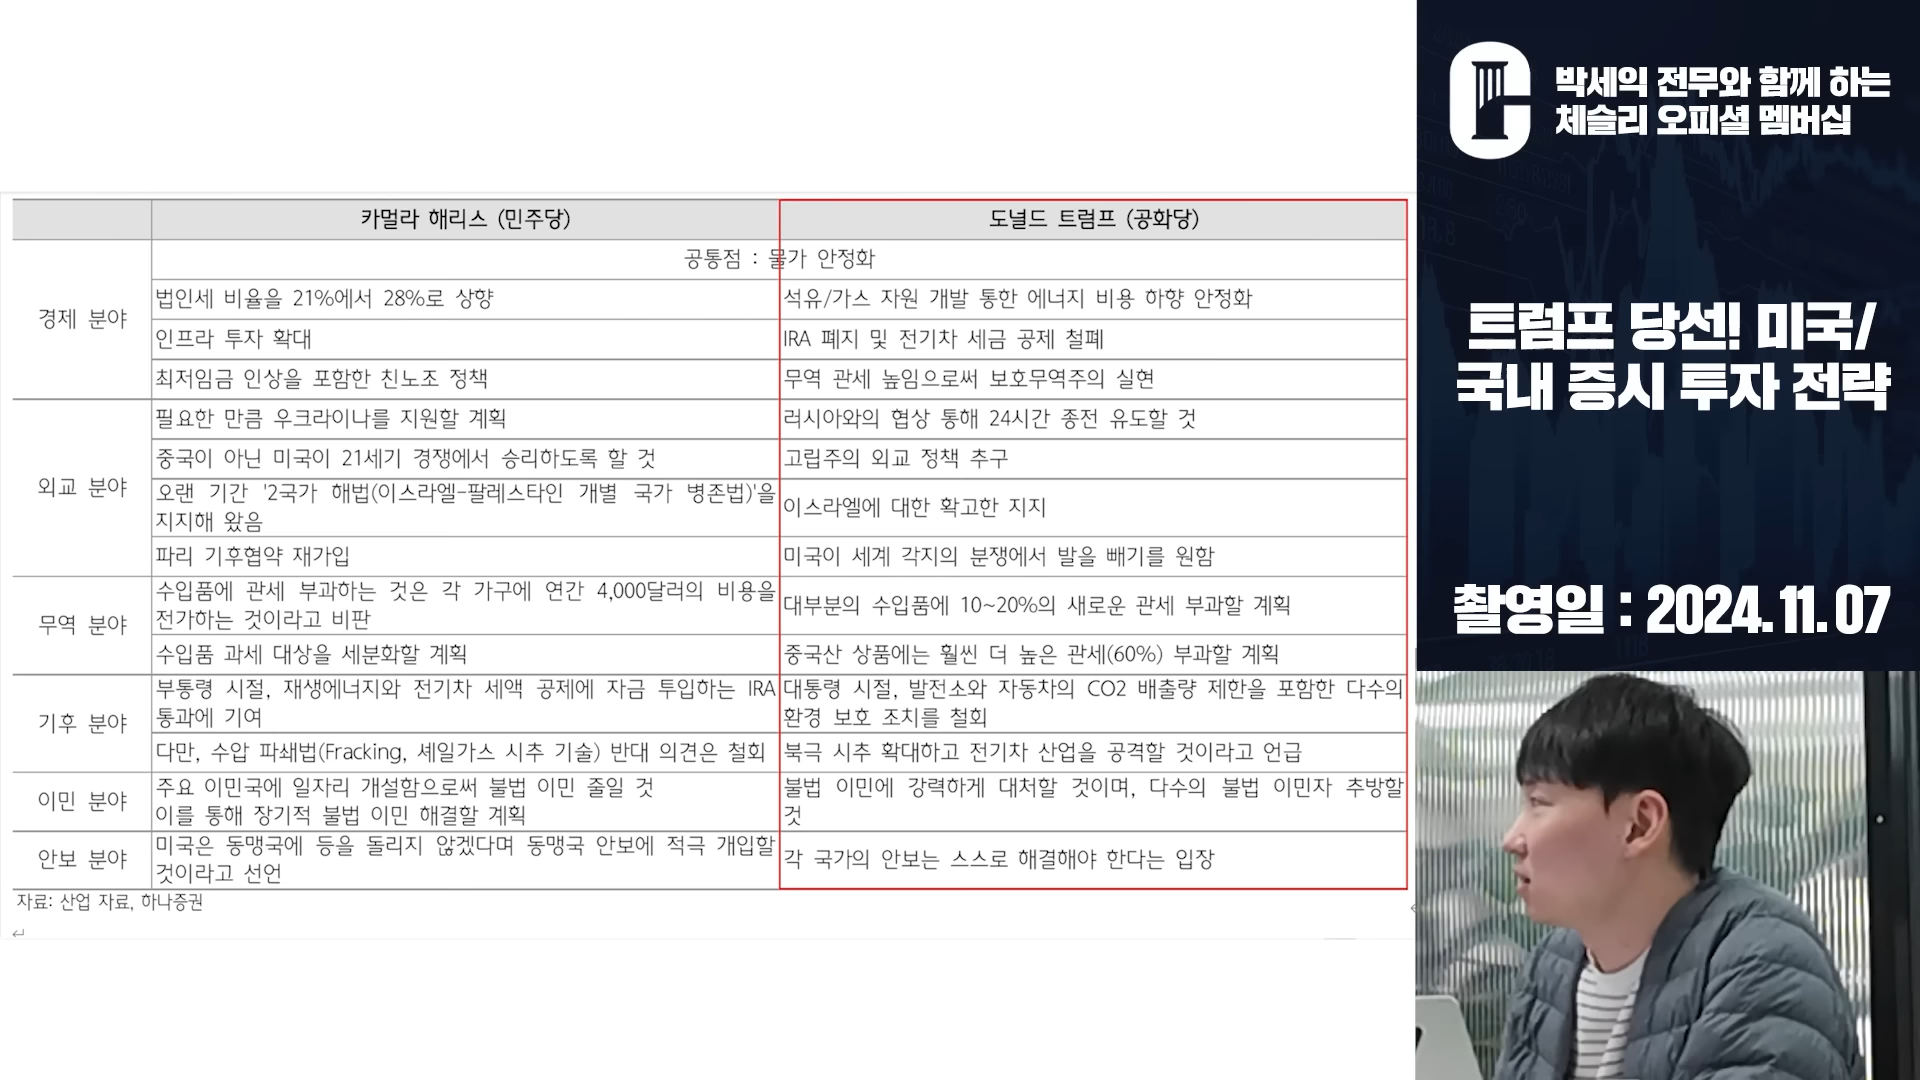 박세익 전무와 함께 하는
체슬리 오피셜 멤버십
트럼프 당선! 미국/
국내 증시 투자 전략
촬영일 : 2024.11.07
카멀라 해리스 (민주당)
도널드 트럼프 (공화당)
경제 분야
공통점 : 물가 안정화
법인세 비율을 21%에서 28%로 상향
석유/가스 자원 개발 통한 에너지 비용 하향 안정화
인프라 투자 확대
IRA 폐지 및 전기차 세금 공제 철폐
최저임금 인상을 포함한 친노조 정책
무역 관세 높임으로써 보호무역주의 실현
외교 분야
필요한 만큼 우크라이나를 지원할 계획
러시아와의 협상 통해 24시간 종전 유도할 것
중국이 아닌 미국이 21세기 경쟁에서 승리하도록 할 것
고립주의 외교 정책 추구
오랜 기간 '2국가 해법(이스라엘-팔레스타인 개별 국가 병존법)'을
지지해 왔음
이스라엘에 대한 확고한 지지
파리 기후협약 재가입
미국이 세계 각지의 분쟁에서 발을 빼기를 원함
무역 분야
수입품에 관세 부과하는 것은 각 가구에 연간 4,000달러의 비용을
전가하는 것이라고 비판
대부분의 수입품에 10~20%의 새로운 관세 부과할 계획
수입품 과세 대상을 세분화할 계획
중국산 상품에는 훨씬 더 높은 관세(60%) 부과할 계획
기후 분야
부통령 시절, 재생에너지와 전기차 세액 공제에 자금 투입하는 IRA
통과에 기여
대통령 시절, 발전소와 자동차의 CO2 배출량 제한을 포함한 다수의
환경 보호 조치를 철회
다만, 수압 파쇄법(Fracking, 셰일가스 시추 기술) 반대 의견은 철회
북극 시추 확대하고 전기차 산업을 공격할 것이라고 언급
이민 분야
주요 이민국에 일자리 개설함으로써 불법 이민 줄일 것
이를 통해 장기적 불법 이민 해결할 계획
불법 이민에 강력하게 대처할 것이며, 다수의 불법 이민자 추방할
것
안보 분야
미국은 동맹국에 등을 돌리지 않겠다며 동맹국 안보에 적극 개입할
것이라고 선언
각 국가의 안보는 스스로 해결해야 한다는 입장
자료: 산업 자료, 하나증권